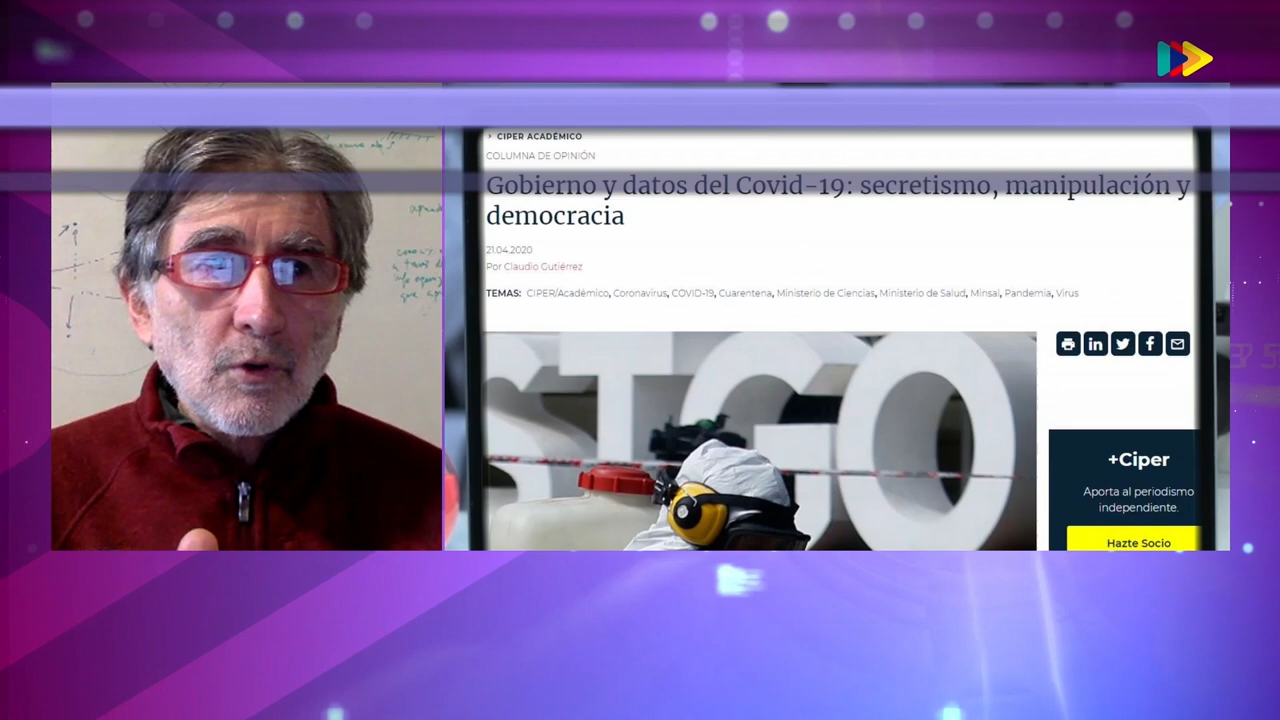 CIPER ACADÉMICO
COLUMNA DE OPINIÓN
Gobierno y datos del Covid-19: secretismo, manipulación y
democracia
21.04.2020
Por Claudio Gutiérrez
TEMAS: CIPER/Académico, Coronavirus, COVID-19, Cuarentena, Ministerio de Ciencias, Ministerio de Salud, Minsal, Pandemia, Virus
STGO
+Ciper
Aporta al periodismo
independiente.
Hazte Socio